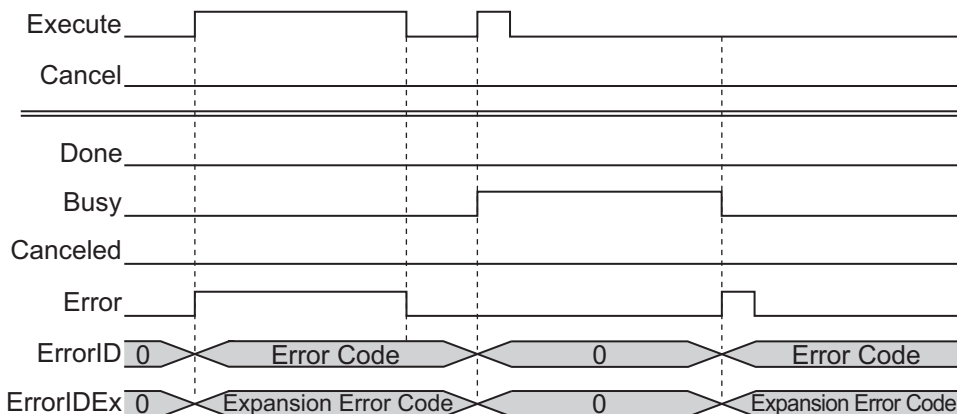 Execute
Cancel
Done
Busy
Canceled
Error
ErrorID 0 Error Code 0 Error Code
ErrorIDEx 0 Expansion Error Code 0 Expansion Error Code